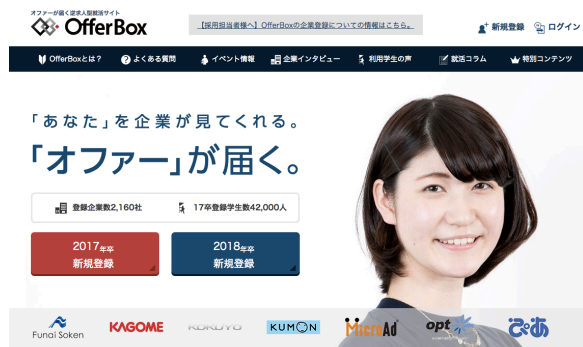 オファーが届く逆求人型就活サイト
OfferBox
【採用担当者様へ】OfferBoxの企業登録についての情報はこちら。
新規登録
ログイン
OfferBoxとは？
よくある質問
イベント情報
企業インタビュー
利用学生の声
就活コラム
特別コンテンツ
「あなた」を企業が見てくれる。
「オファー」が届く。
登録企業数2,160社
17卒登録学生数42,000人
2017年卒
新規登録
2018年卒
新規登録
Funai Soken
KAGOME
KOKUYO
KUMON
MicroAd
opt
ぴあ